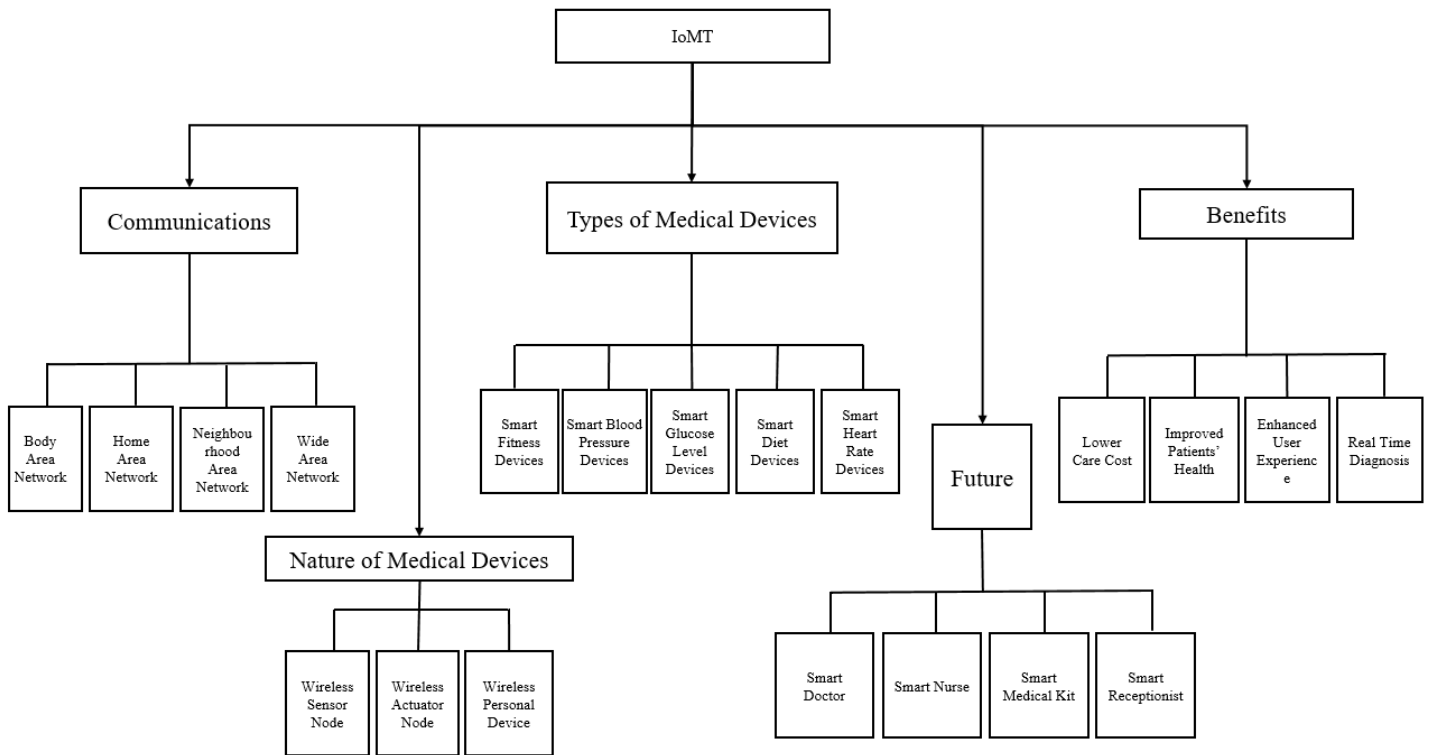 IoMT
Communications
Types of Medical Devices
Benefits
Body
Area
Network
Home
Area
Network
Neighbou
rhood
Area
Network
Wide
Area
Network
Smart
Fitness
Devices
Smart Blood
Pressure
Devices
Smart
Glucose
Level
Devices
Smart
Diet
Devices
Smart
Heart
Rate
Devices
Future
Lower
Care Cost
Improved
Patients’
Health
Enhanced
User
Experienc
e
Real Time
Diagnosis
Nature of Medical Devices
Wireless
Sensor
Node
Wireless
Actuator
Node
Wireless
Personal
Device
Smart
Doctor
Smart Nurse
Smart
Medical Kit
Smart
Receptionist